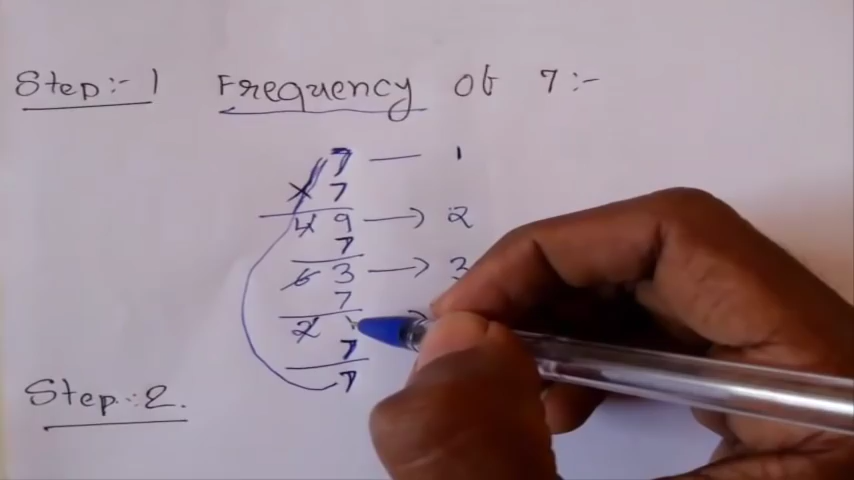 Step:- 1 Frequency of 7:-
7 — 1
× 7
49 → 2
7
63 → 3
7
2
7
7
Step:- 2.